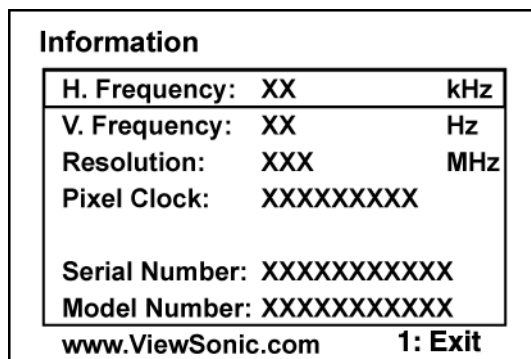 Information
H. Frequency: XX kHz
V. Frequency: XX Hz
Resolution: XXX MHz
Pixel Clock: XXXXXXXXX
Serial Number: XXXXXXXXXXX
Model Number: XXXXXXXXXXX
www.ViewSonic.com 1: Exit